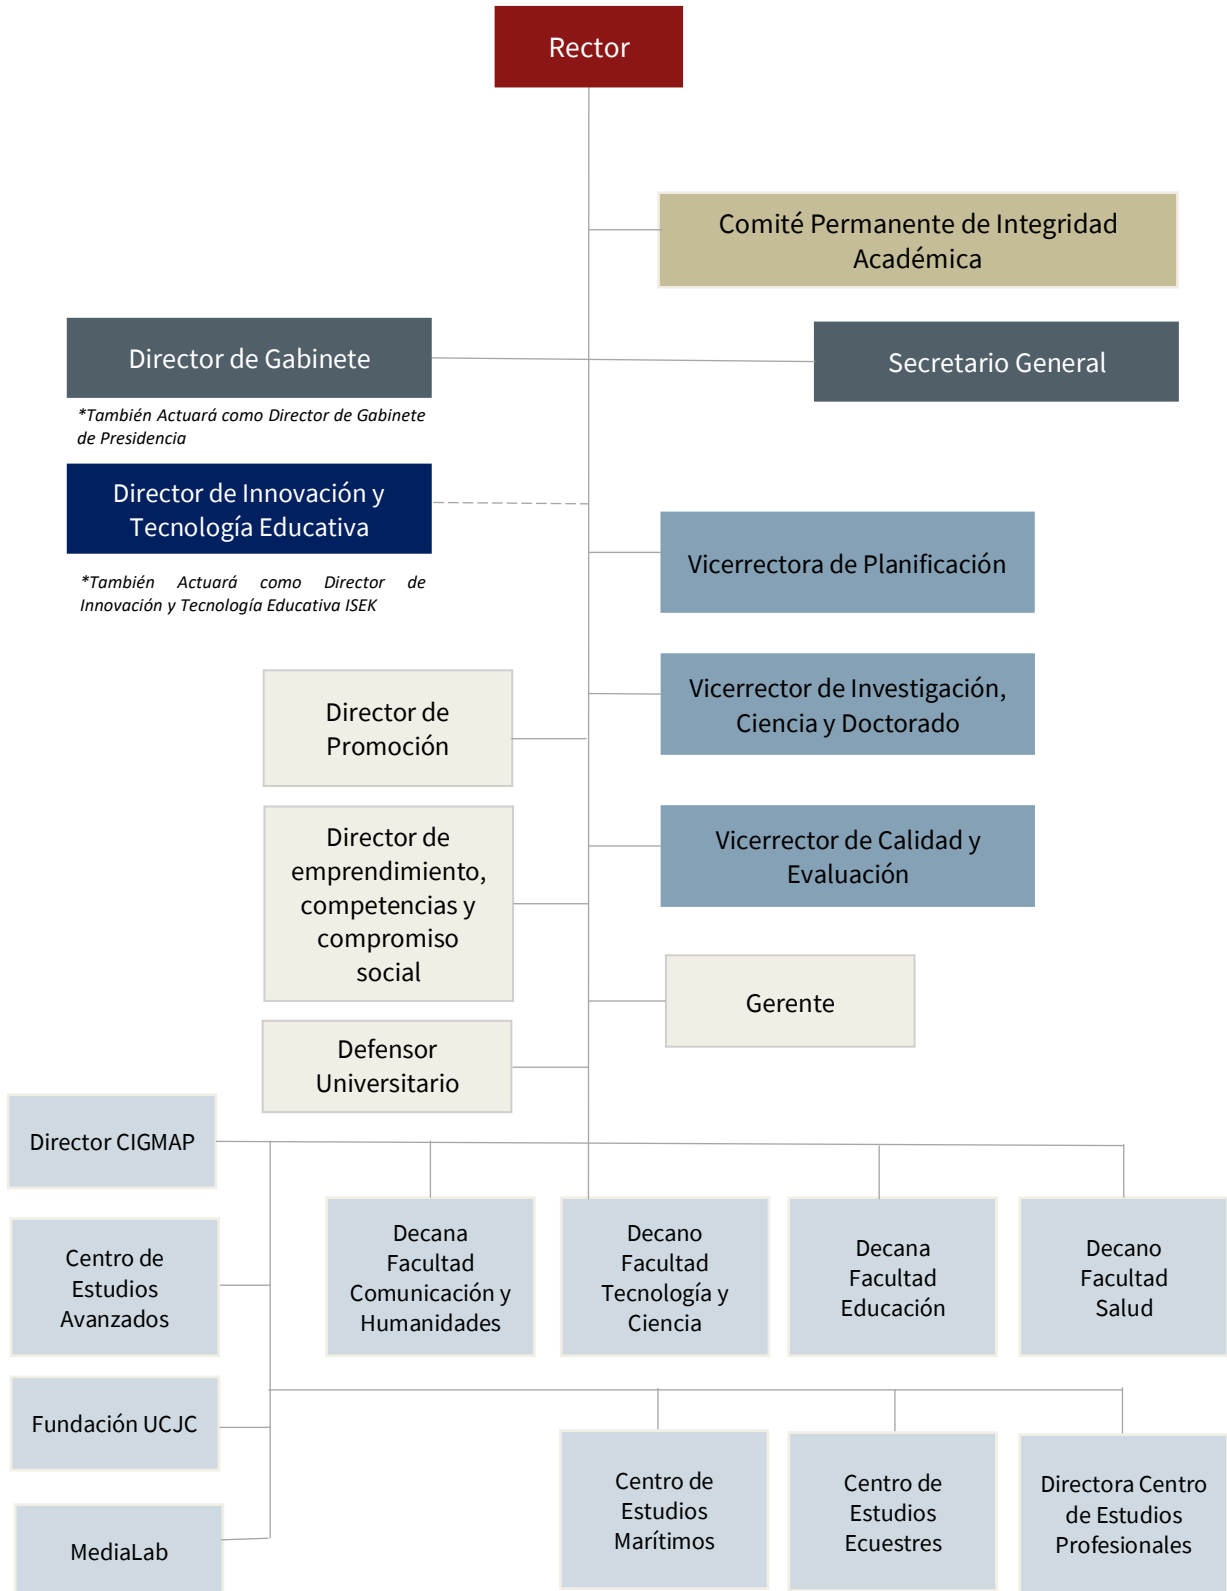 Rector
Comité Permanente de Integridad
Académica
Director de Gabinete
*También Actuará como Director de Gabinete
de Presidencia
Secretario General
Director de Innovación y
Tecnología Educativa
*También Actuará como Director de
Innovación y Tecnología Educativa ISEK
Vicerrectora de Planificación
Vicerrector de Investigación,
Ciencia y Doctorado
Director de
Promoción
Vicerrector de Calidad y
Evaluación
Director de
emprendimiento,
competencias y
compromiso
social
Gerente
Defensor
Universitario
Director CIGMAP
Centro de
Estudios
Avanzados
Decana
Facultad
Comunicación y
Humanidades
Decano
Facultad
Tecnología y
Ciencia
Decana
Facultad
Educación
Decano
Facultad
Salud
Fundación UCJC
MediaLab
Centro de
Estudios
Marítimos
Centro de
Estudios
Ecuestres
Directora Centro
de Estudios
Profesionales